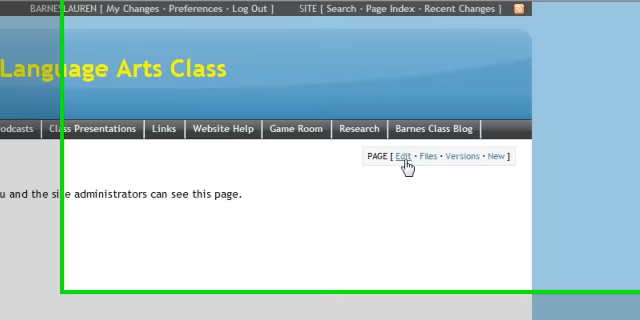 BARNESLAUREN [ My Changes · Preferences · Log Out ] SITE [ Search · Page Index · Recent Changes ]
Language Arts Class
odcasts Class Presentations Links Website Help Game Room Research Barnes Class Blog
PAGE [ Edit · Files · Versions · New ]
u and the site administrators can see this page.